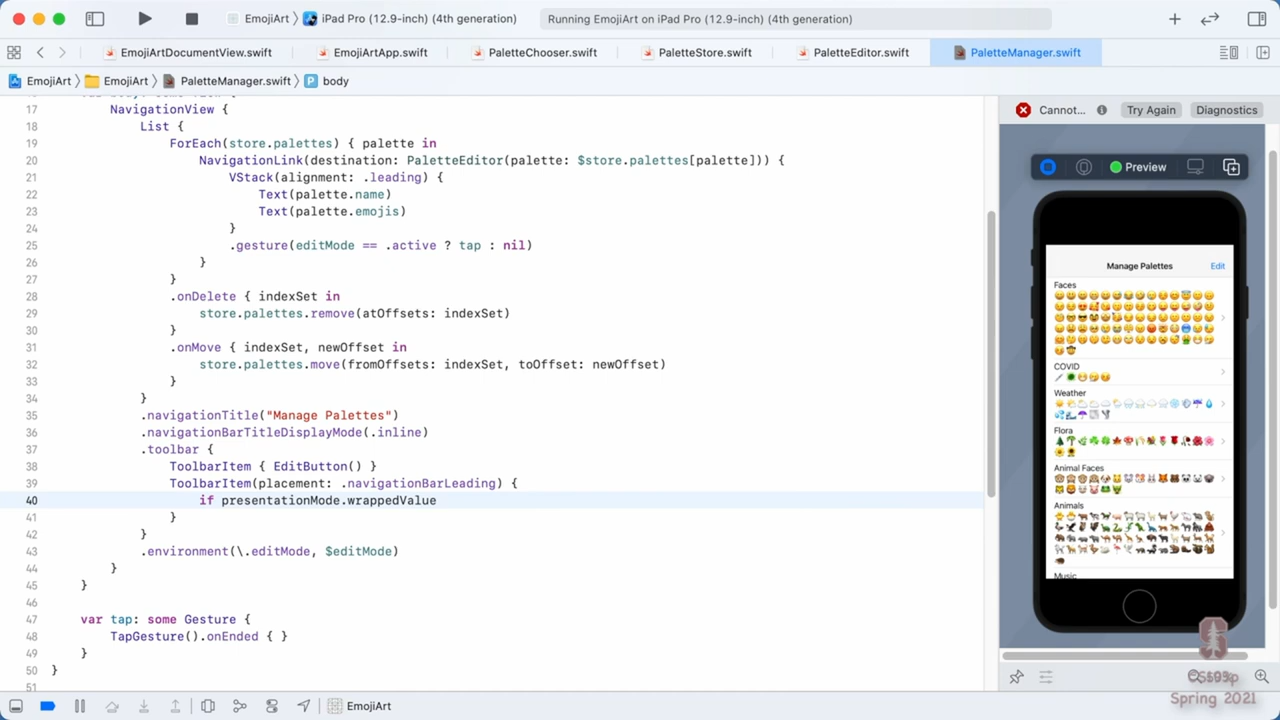 EmojiArt 〉 iPad Pro (12.9-inch) (4th generation)
Running EmojiArt on iPad Pro (12.9-inch) (4th generation)
EmojiArtDocumentView.swift
EmojiArtApp.swift
PaletteChooser.swift
PaletteStore.swift
PaletteEditor.swift
PaletteManager.swift
EmojiArt 〉 EmojiArt 〉 PaletteManager.swift 〉 P body
17 NavigationView {
18 List {
19 ForEach(store.palettes) { palette in
20 NavigationLink(destination: PaletteEditor(palette: $store.palettes[palette])) {
21 VStack(alignment: .leading) {
22 Text(palette.name)
23 Text(palette.emojis)
24 }
25 .gesture(editMode == .active ? tap : nil)
26 }
27 }
28 .onDelete { indexSet in
29 store.palettes.remove(atOffsets: indexSet)
30 }
31 .onMove { indexSet, newOffset in
32 store.palettes.move(fromOffsets: indexSet, toOffset: newOffset)
33 }
34 }
35 .navigationTitle("Manage Palettes")
36 .navigationBarTitleDisplayMode(.inline)
37 .toolbar {
38 ToolbarItem { EditButton() }
39 ToolbarItem(placement: .navigationBarLeading) {
40 if presentationMode.wrappedValue
41 }
42 }
43 .environment(\.editMode, $editMode)
44 }
45 }
46
47 var tap: some Gesture {
48 TapGesture().onEnded { }
49 }
50 }
51
Cannot...
Try Again
Diagnostics
Preview
Manage Palettes
Edit
Faces
COVID
Weather
Flora
Animal Faces
Animals
Music
EmojiArt
CS193p
Spring 2021